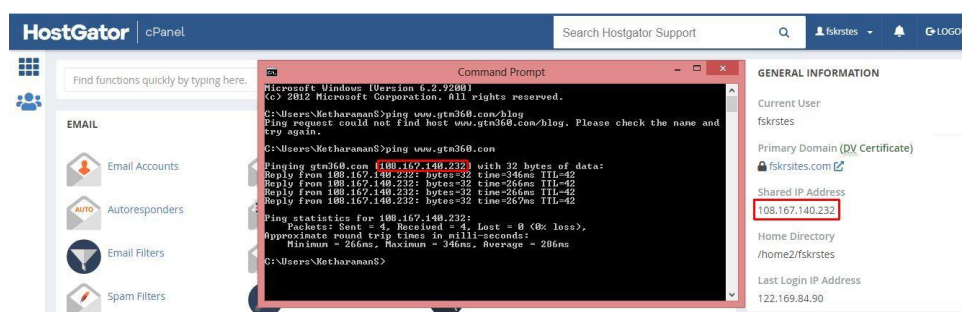 HostGator cPanel
Search Hostgator Support
fskrstes
LOGO
Find functions quickly by typing here.
EMAIL
Email Accounts
AUTO
Autoresponders
Email Filters
Spam Filters
Command Prompt
Microsoft Windows [Version 6.2.9200]
(c) 2012 Microsoft Corporation. All rights reserved.
C:\Users\KetharamanS>ping www.gtm360.com/blog
Ping request could not find host www.gtm360.com/blog. Please check the name and
try again.
C:\Users\KetharamanS>ping www.gtm360.com
Pinging gtm360.com [108.167.140.232] with 32 bytes of data:
Reply from 108.167.140.232: bytes=32 time=346ms TTL=42
Reply from 108.167.140.232: bytes=32 time=266ms TTL=42
Reply from 108.167.140.232: bytes=32 time=266ms TTL=42
Reply from 108.167.140.232: bytes=32 time=267ms TTL=42
Ping statistics for 108.167.140.232:
Packets: Sent = 4, Received = 4, Lost = 0 (0% loss),
Approximate round trip times in milli-seconds:
Minimum = 266ms, Maximum = 346ms, Average = 286ms
C:\Users\KetharamanS>
GENERAL INFORMATION
Current User
fskrstes
Primary Domain (DV Certificate)
fskrsites.com
Shared IP Address
108.167.140.232
Home Directory
/home2/fskrstes
Last Login IP Address
122.169.84.90